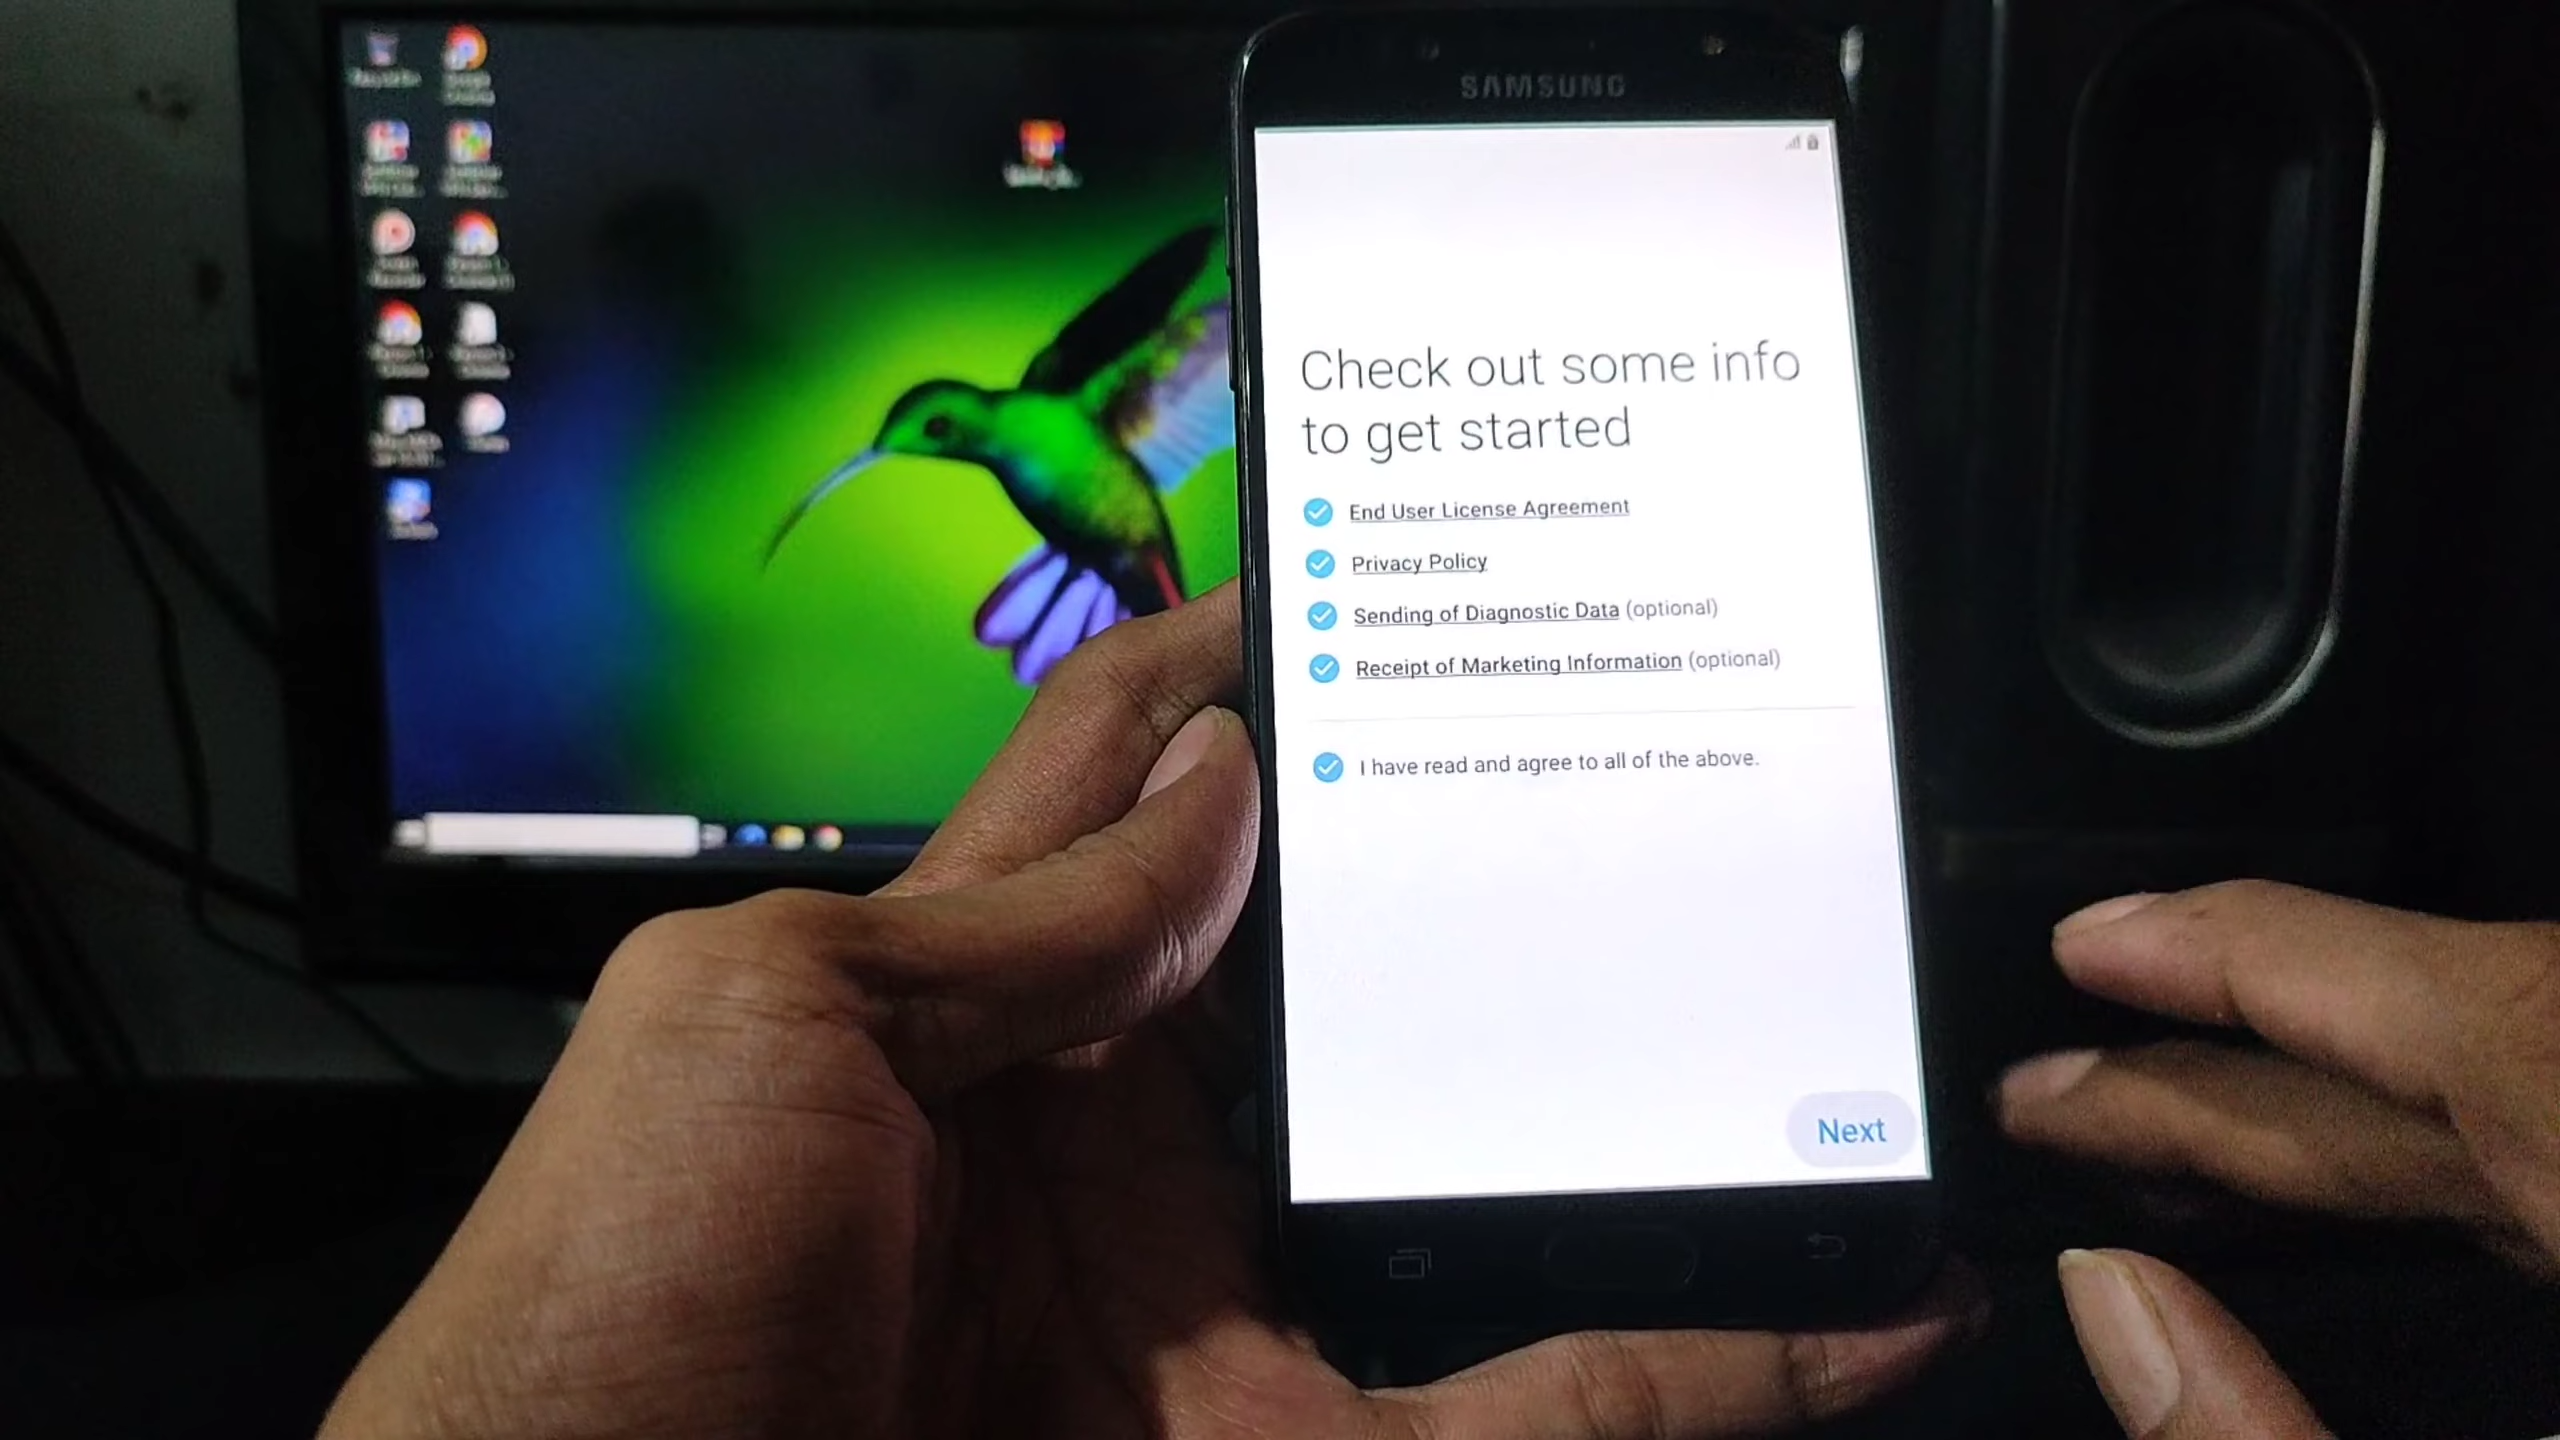 SAMSUNG
Check out some info
to get started
End User License Agreement
Privacy Policy
Sending of Diagnostic Data (optional)
Receipt of Marketing Information (optional)
I have read and agree to all of the above.
Next